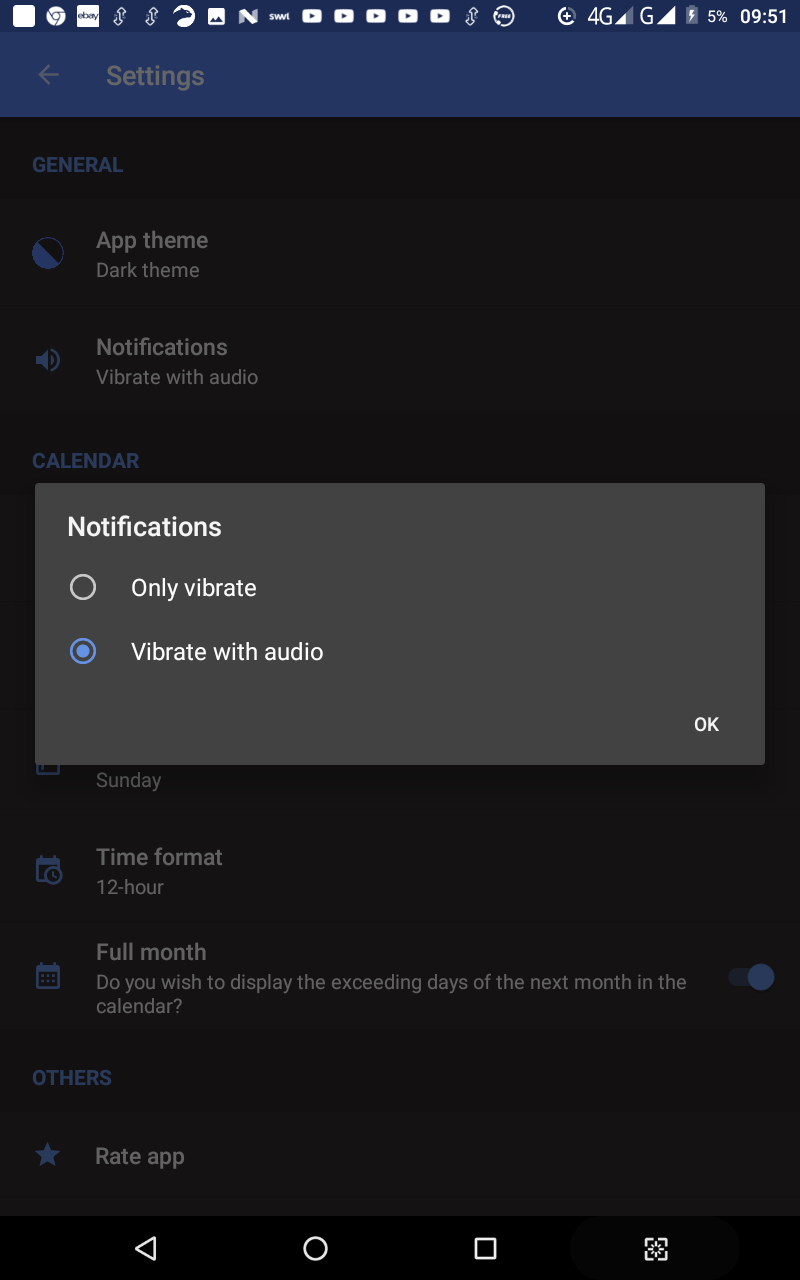 ebay swi FREE 4G G 5% 09:51
Settings
GENERAL
App theme
Dark theme
Notifications
Vibrate with audio
CALENDAR
Notifications
Only vibrate
Vibrate with audio
OK
Sunday
Time format
12-hour
Full month
Do you wish to display the exceeding days of the next month in the
calendar?
OTHERS
Rate app